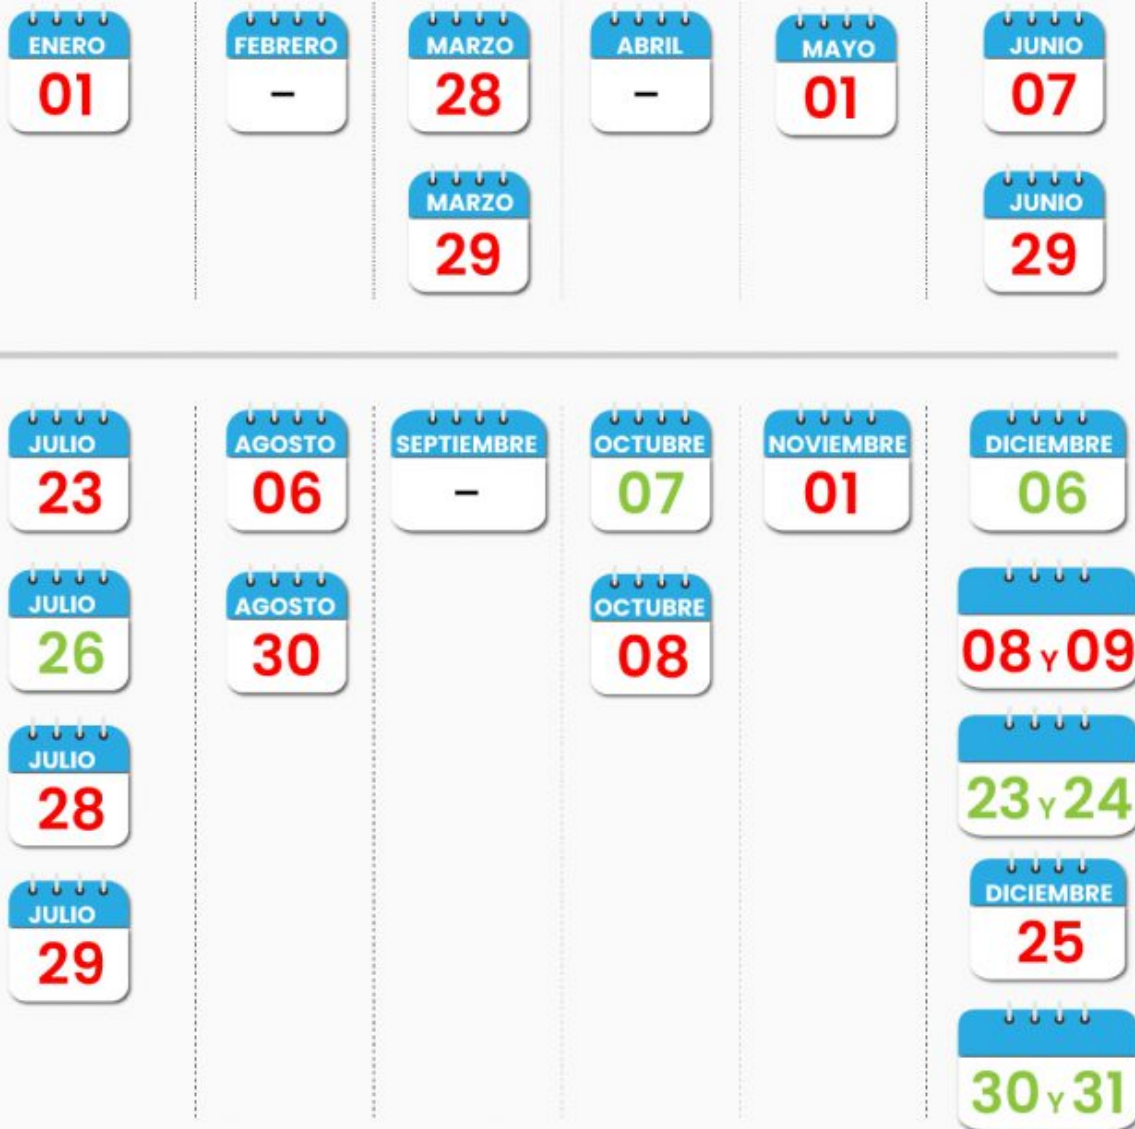 ENERO
01
FEBRERO
-
MARZO
28
MARZO
29
ABRIL
-
MAYO
01
JUNIO
07
JUNIO
29
JULIO
23
JULIO
26
JULIO
28
JULIO
29
AGOSTO
06
AGOSTO
30
SEPTIEMBRE
-
OCTUBRE
07
OCTUBRE
08
NOVIEMBRE
01
DICIEMBRE
06
08 Y 09
23 Y 24
DICIEMBRE
25
30 Y 31